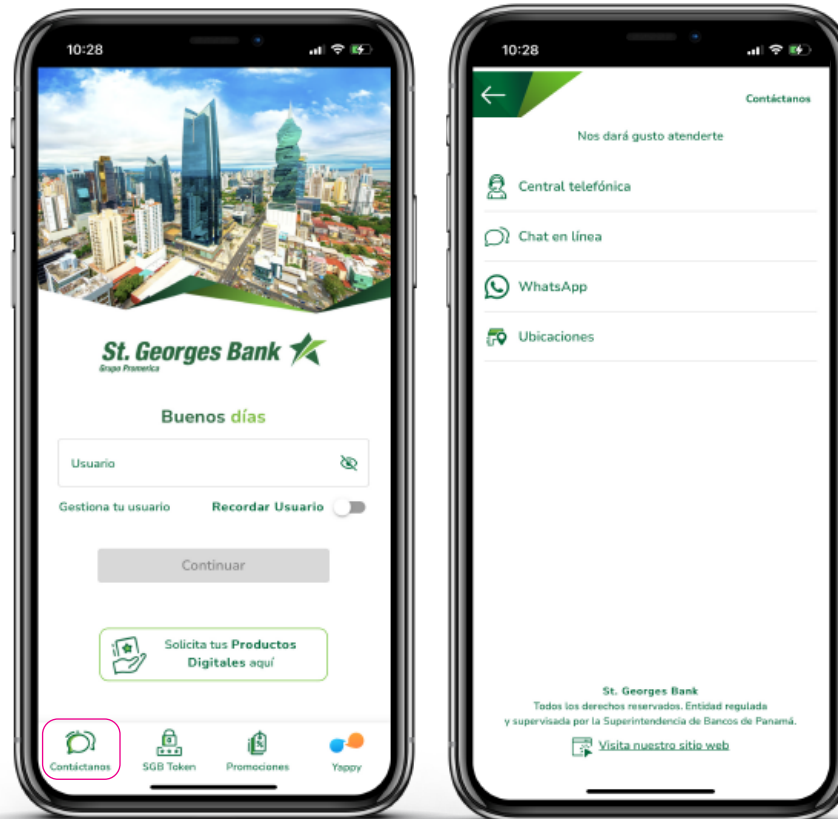 10:28
St. Georges Bank
Grupo Promerica
Buenos días
Usuario
Gestiona tu usuario Recordar Usuario
Continuar
Solicita tus Productos
Digitales aquí
Contáctanos SGB Token Promociones Yappy
10:28
Contáctanos
Nos dará gusto atenderte
Central telefónica
Chat en línea
WhatsApp
Ubicaciones
St. Georges Bank
Todos los derechos reservados. Entidad regulada
y supervisada por la Superintendencia de Bancos de Panamá.
Visita nuestro sitio web